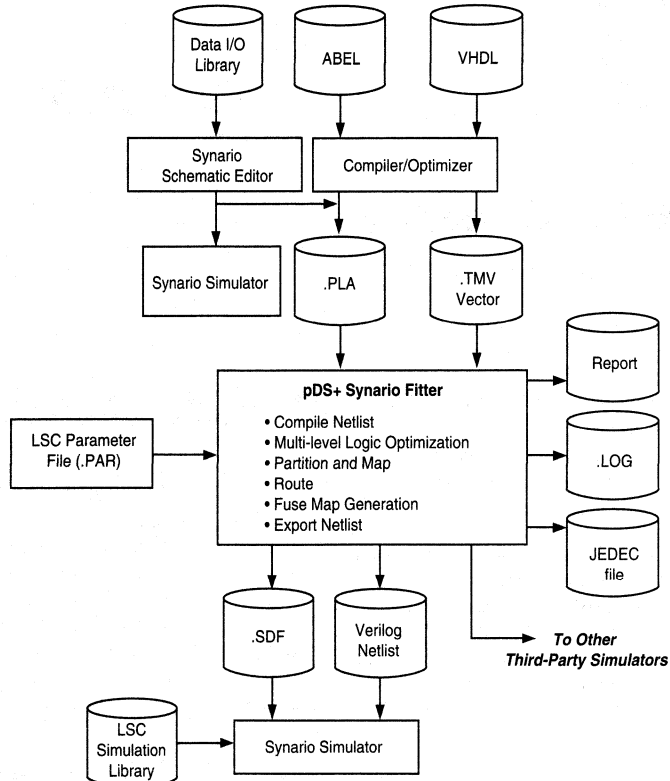 Data I/O
Library
ABEL
VHDL
Synario
Schematic Editor
Compiler/Optimizer
Synario Simulator
.PLA
.TMV
Vector
Report
pDS+ Synario Fitter
• Compile Netlist
• Multi-level Logic Optimization
• Partition and Map
• Route
• Fuse Map Generation
• Export Netlist
LSC Parameter
File (.PAR)
.LOG
JEDEC
file
.SDF
Verilog
Netlist
To Other
Third-Party Simulators
LSC
Simulation
Library
Synario Simulator